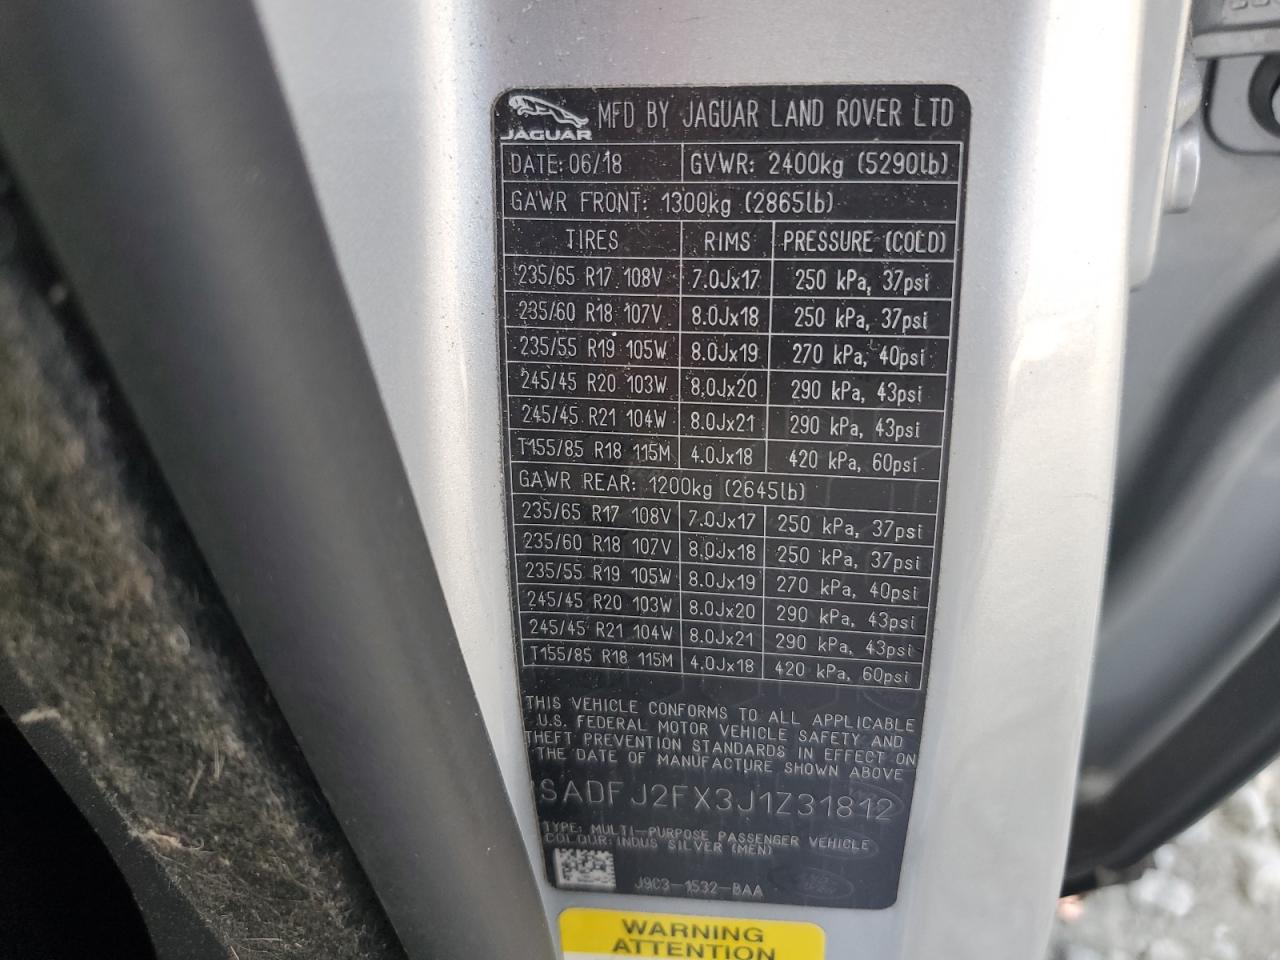 JAGUAR MFD BY JAGUAR LAND ROVER LTD
DATE: 06/18 GVWR: 2400kg (5290lb)
GAWR FRONT: 1300kg (2865lb)
TIRES RIMS PRESSURE (COLD)
235/65 R17 108V 7.0Jx17 250 kPa, 37psi
235/60 R18 107V 8.0Jx18 250 kPa, 37psi
235/55 R19 105W 8.0Jx19 270 kPa, 40psi
245/45 R20 103W 8.0Jx20 290 kPa, 43psi
245/45 R21 104W 8.0Jx21 290 kPa, 43psi
T155/85 R18 115M 4.0Jx18 420 kPa, 60psi
GAWR REAR: 1200kg (2645lb)
235/65 R17 108V 7.0Jx17 250 kPa, 37psi
235/60 R18 107V 8.0Jx18 250 kPa, 37psi
235/55 R19 105W 8.0Jx19 270 kPa, 40psi
245/45 R20 103W 8.0Jx20 290 kPa, 43psi
245/45 R21 104W 8.0Jx21 290 kPa, 43psi
T155/85 R18 115M 4.0Jx18 420 kPa, 60psi
THIS VEHICLE CONFORMS TO ALL APPLICABLE
U.S. FEDERAL MOTOR VEHICLE SAFETY AND
THEFT PREVENTION STANDARDS IN EFFECT ON
THE DATE OF MANUFACTURE SHOWN ABOVE
SADFJ2FX3J1Z31812
TYPE: MULTI-PURPOSE PASSENGER VEHICLE
COLOUR: INDUS SILVER (MEN)
J9C3-1532-BAA
WARNING
ATTENTION